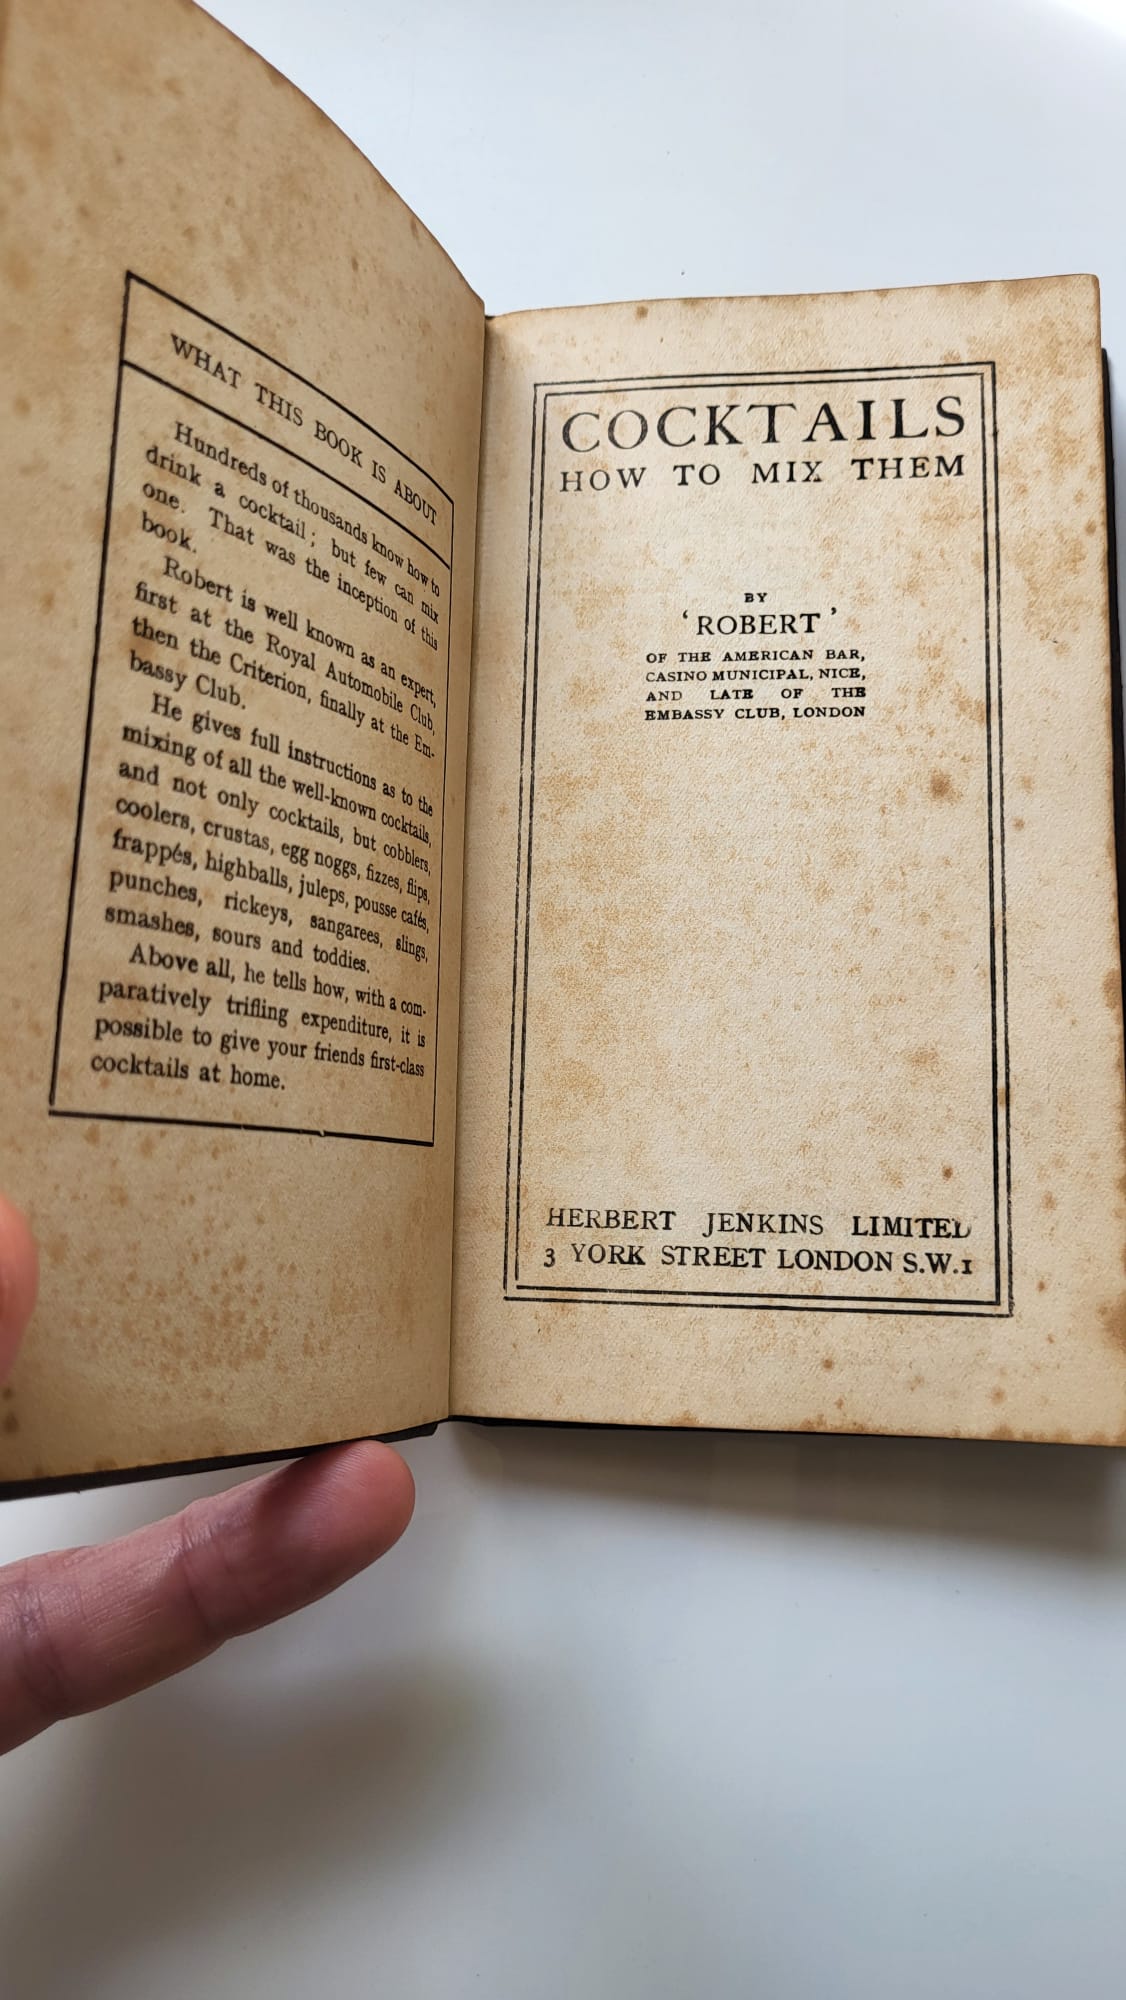 WHAT THIS BOOK IS ABOUT
Hundreds of thousands know how to
drink a cocktail; but few can mix
one. That was the inception of this
book.
Robert is well known as an expert,
first at the Royal Automobile Club,
then the Criterion, finally at the Em-
bassy Club.
He gives full instructions as to the
mixing of all the well-known cocktails,
and not only cocktails, but cobblers,
coolers, crustas, egg noggs, fizzes, flips,
frappés, highballs, juleps, pousse cafés,
punches, rickeys, sangarees, slings,
smashes, sours and toddies.
Above all, he tells how, with a com-
paratively trifling expenditure, it is
possible to give your friends first-class
cocktails at home.
COCKTAILS
HOW TO MIX THEM
BY
‘ROBERT’
OF THE AMERICAN BAR,
CASINO MUNICIPAL, NICE,
AND LATE OF THE
EMBASSY CLUB, LONDON
HERBERT JENKINS LIMITED
3 YORK STREET LONDON S.W.1